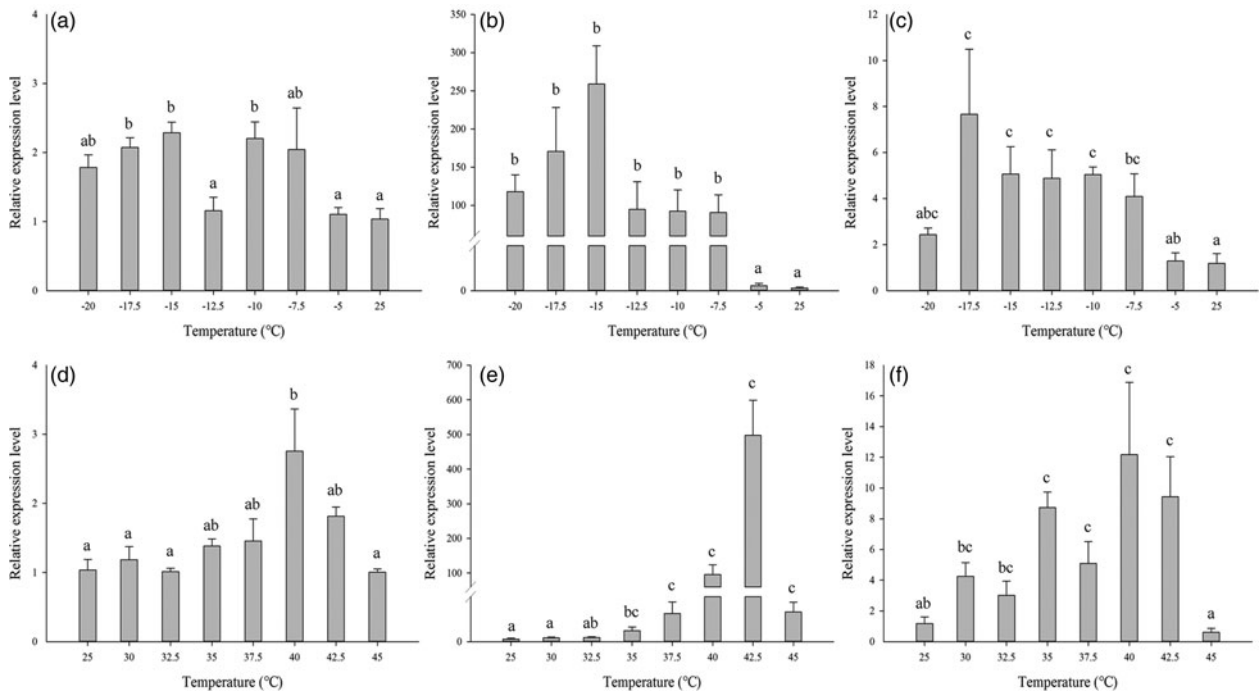 (a)
Relative expression level
4
3
2
1
0
ab
b
b
a
b
ab
a
a
-20 -17.5 -15 -12.5 -10 -7.5 -5 25
Temperature (°C)
(b)
Relative expression level
350
300
250
200
150
100
0
b
b
b
b
b
b
a
a
-20 -17.5 -15 -12.5 -10 -7.5 -5 25
Temperature (°C)
(c)
Relative expression level
12
10
8
6
4
2
0
abc
c
c
c
c
bc
ab
a
-20 -17.5 -15 -12.5 -10 -7.5 -5 25
Temperature (°C)
(d)
Relative expression level
4
3
2
1
0
a
a
a
ab
ab
b
ab
a
25 30 32.5 35 37.5 40 42.5 45
Temperature (°C)
(e)
Relative expression level
700
600
500
400
300
200
100
0
a
a
ab
bc
c
c
c
c
25 30 32.5 35 37.5 40 42.5 45
Temperature (°C)
(f)
Relative expression level
18
16
14
12
10
8
6
4
2
0
ab
bc
bc
c
c
c
c
a
25 30 32.5 35 37.5 40 42.5 45
Temperature (°C)